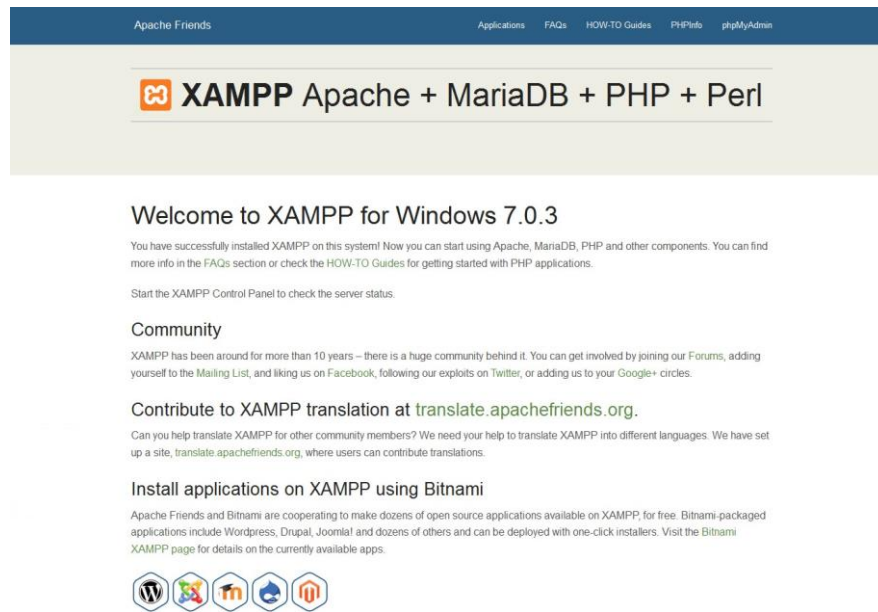 Apache Friends
Applications FAQs HOW-TO Guides PHPInfo phpMyAdmin
XAMPP Apache + MariaDB + PHP + Perl
Welcome to XAMPP for Windows 7.0.3
You have successfully installed XAMPP on this system! Now you can start using Apache, MariaDB, PHP and other components. You can find
more info in the FAQs section or check the HOW-TO Guides for getting started with PHP applications.
Start the XAMPP Control Panel to check the server status.
Community
XAMPP has been around for more than 10 years – there is a huge community behind it. You can get involved by joining our Forums, adding
yourself to the Mailing List, and liking us on Facebook, following our exploits on Twitter, or adding us to your Google+ circles.
Contribute to XAMPP translation at translate.apachefriends.org.
Can you help translate XAMPP for other community members? We need your help to translate XAMPP into different languages. We have set
up a site, translate.apachefriends.org, where users can contribute translations.
Install applications on XAMPP using Bitnami
Apache Friends and Bitnami are cooperating to make dozens of open source applications available on XAMPP, for free. Bitnami-packaged
applications include Wordpress, Drupal, Joomla! and dozens of others and can be deployed with one-click installers. Visit the Bitnami
XAMPP page for details on the currently available apps.